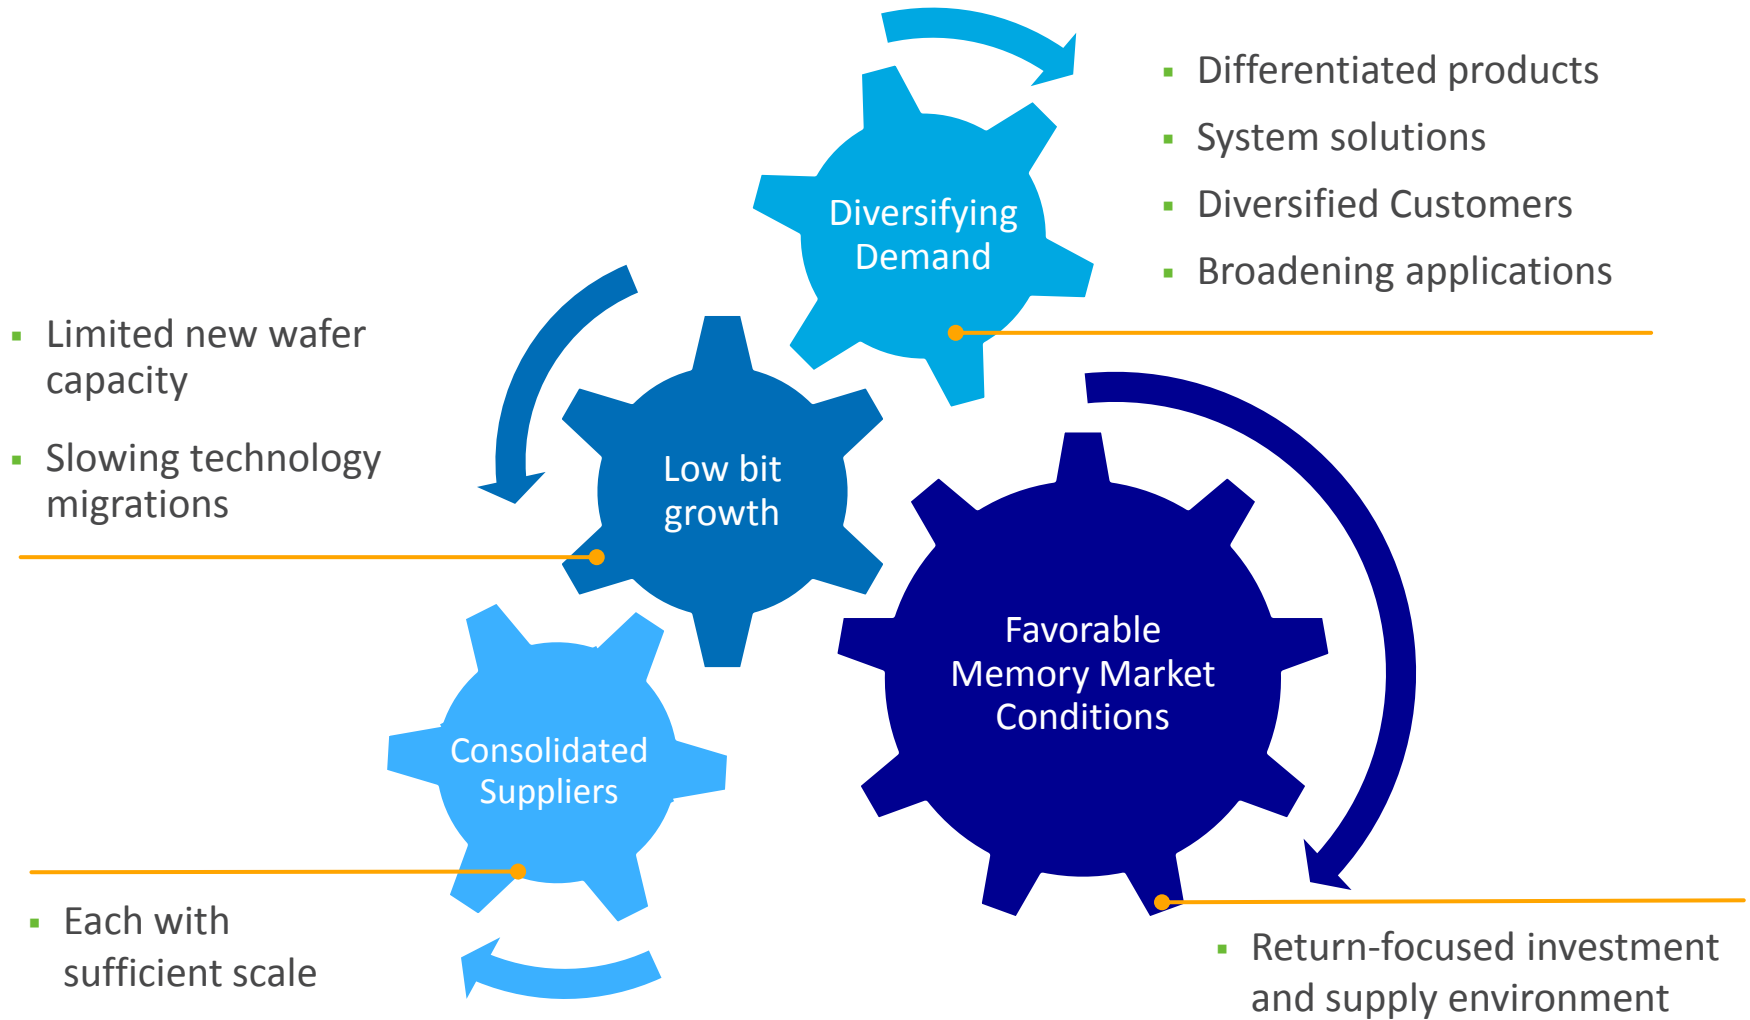 ▪ Differentiated products
▪ System solutions
▪ Diversified Customers
▪ Broadening applications
Diversifying
Demand
▪ Limited new wafer
capacity
▪ Slowing technology
migrations
Low bit
growth
Favorable
Memory Market
Conditions
Consolidated
Suppliers
▪ Each with
sufficient scale
▪ Return-focused investment
and supply environment